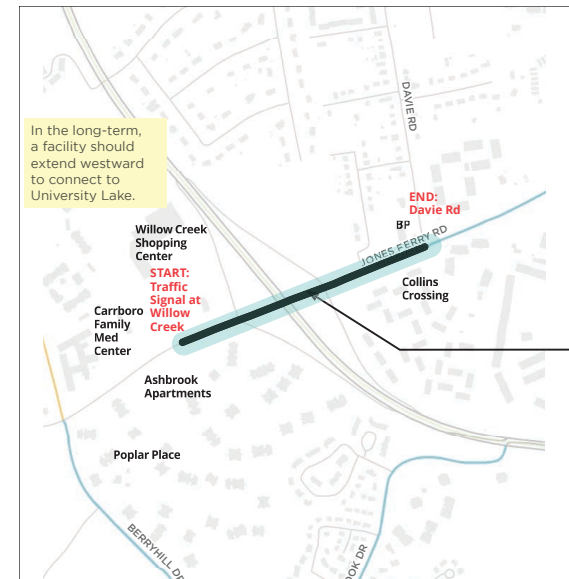 DAVIE RD
In the long-term,
a facility should
extend westward
to connect to
University Lake.
END:
Davie Rd
BP
JONES FERRY RD
Willow Creek
Shopping
Center
START:
Traffic
Signal at
Willow
Creek
Collins
Crossing
Carrboro
Family
Med
Center
Ashbrook
Apartments
Poplar Place
BERRYHILL DR
OOK DR